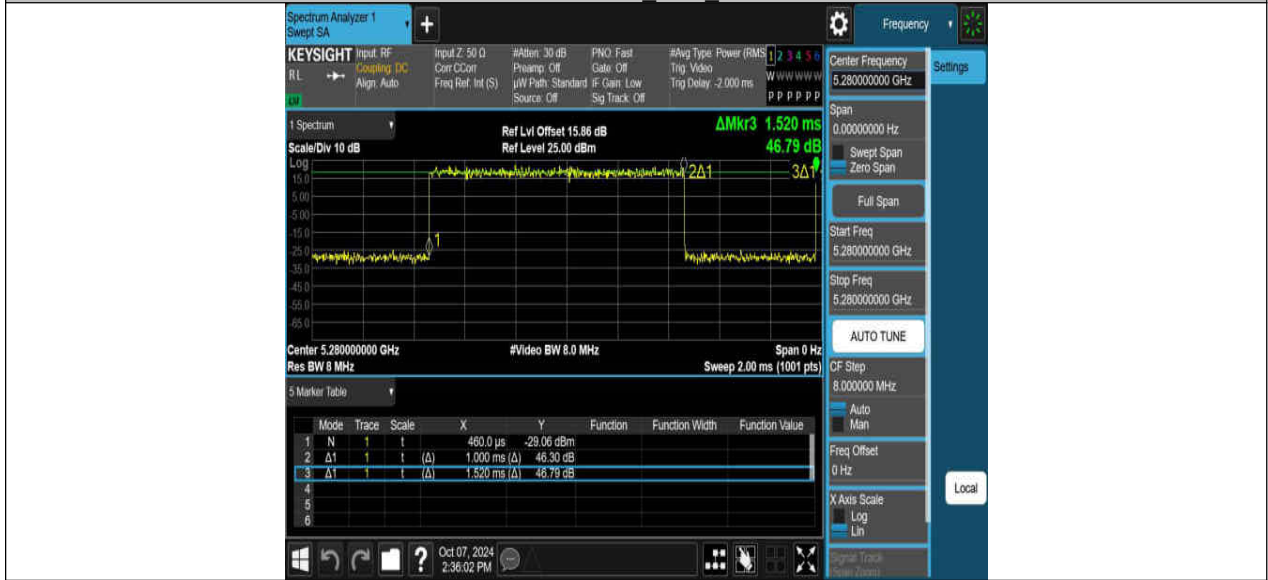 Spectrum Analyzer 1
Swept SA
+
Frequency
KEYSIGHT
RL
LM
Input: RF
Coupling: DC
Align: Auto
Input Z: 50 Ω
Corr CCorr
Freq Ref: Int (S)
#Atten: 30 dB
Preamp: Off
µW Path: Standard
Source: Off
PNO: Fast
Gate: Off
IF Gain: Low
Sig Track: Off
#Avg Type: Power (RMS
Trig: Video
Trig Delay: -2.000 ms
1 2 3 4 5 6
W W W W W W
P P P P P P
1 Spectrum
Scale/Div 10 dB
Ref Lvl Offset 15.86 dB
Ref Level 25.00 dBm
ΔMkr3 1.520 ms
46.79 dB
Log
15.0
5.00
-5.00
-15.0
-25.0
-35.0
-45.0
-55.0
-65.0
1
2Δ1
3Δ1
Center 5.280000000 GHz
Res BW 8 MHz
#Video BW 8.0 MHz
Span 0 Hz
Sweep 2.00 ms (1001 pts)
5 Marker Table
Mode Trace Scale X Y Function Function Width Function Value
1 N 1 t 460.0 µs -29.06 dBm
2 Δ1 1 t (Δ) 1.000 ms (Δ) 46.30 dB
3 Δ1 1 t (Δ) 1.520 ms (Δ) 46.79 dB
4
5
6
?
Oct 07, 2024
2:36:02 PM
Settings
Center Frequency
5.280000000 GHz
Span
0.00000000 Hz
Swept Span
Zero Span
Full Span
Start Freq
5.280000000 GHz
Stop Freq
5.280000000 GHz
AUTO TUNE
CF Step
8.000000 MHz
Auto
Man
Freq Offset
0 Hz
X Axis Scale
Log
Lin
Signal Track
(Span Zoom)
Local